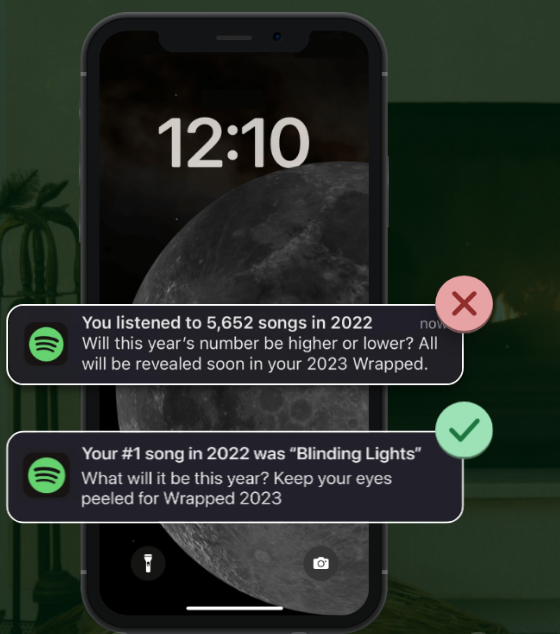 12:10
You listened to 5,652 songs in 2022 now
Will this year's number be higher or lower? All
will be revealed soon in your 2023 Wrapped.
Your #1 song in 2022 was “Blinding Lights”
What will it be this year? Keep your eyes
peeled for Wrapped 2023